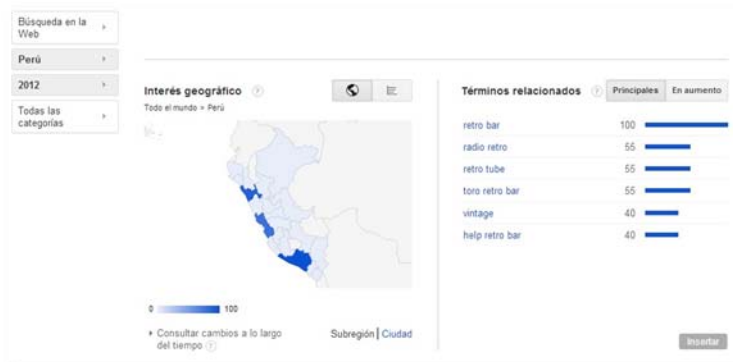 Búsqueda en la
Web
Perú
2012
Todas las
categorías
Interés geográfico
Todo el mundo > Perú
0
100
Consultar cambios a lo largo
del tiempo
Subregión | Ciudad
Términos relacionados
Principales
En aumento
retro bar 100
radio retro 55
retro tube 55
toro retro bar 55
vintage 40
help retro bar 40
Insertar